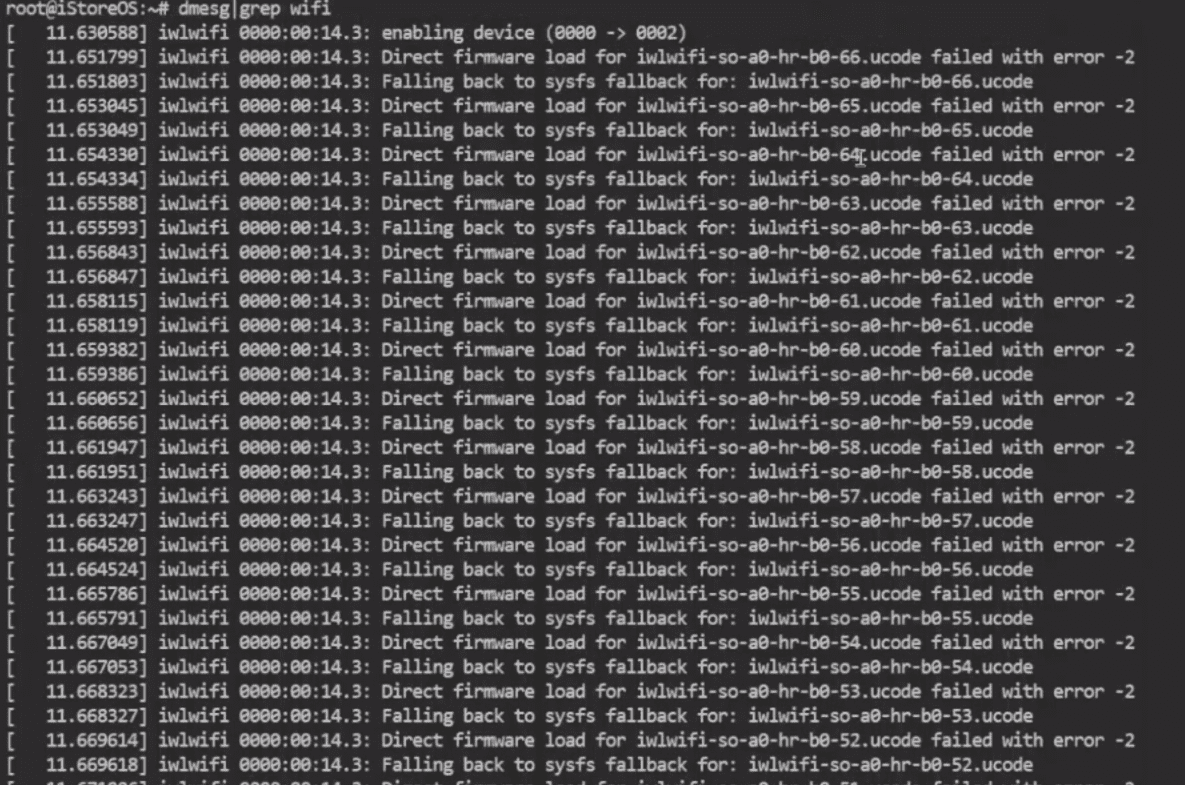 root@iStoreOS:~# dmesg|grep wifi
[   11.630588] iwlwifi 0000:00:14.3: enabling device (0000 -> 0002)
[   11.651799] iwlwifi 0000:00:14.3: Direct firmware load for iwlwifi-so-a0-hr-b0-66.ucode failed with error -2
[   11.651803] iwlwifi 0000:00:14.3: Falling back to sysfs fallback for: iwlwifi-so-a0-hr-b0-66.ucode
[   11.653045] iwlwifi 0000:00:14.3: Direct firmware load for iwlwifi-so-a0-hr-b0-65.ucode failed with error -2
[   11.653049] iwlwifi 0000:00:14.3: Falling back to sysfs fallback for: iwlwifi-so-a0-hr-b0-65.ucode
[   11.654330] iwlwifi 0000:00:14.3: Direct firmware load for iwlwifi-so-a0-hr-b0-64.ucode failed with error -2
[   11.654334] iwlwifi 0000:00:14.3: Falling back to sysfs fallback for: iwlwifi-so-a0-hr-b0-64.ucode
[   11.655588] iwlwifi 0000:00:14.3: Direct firmware load for iwlwifi-so-a0-hr-b0-63.ucode failed with error -2
[   11.655593] iwlwifi 0000:00:14.3: Falling back to sysfs fallback for: iwlwifi-so-a0-hr-b0-63.ucode
[   11.656843] iwlwifi 0000:00:14.3: Direct firmware load for iwlwifi-so-a0-hr-b0-62.ucode failed with error -2
[   11.656847] iwlwifi 0000:00:14.3: Falling back to sysfs fallback for: iwlwifi-so-a0-hr-b0-62.ucode
[   11.658115] iwlwifi 0000:00:14.3: Direct firmware load for iwlwifi-so-a0-hr-b0-61.ucode failed with error -2
[   11.658119] iwlwifi 0000:00:14.3: Falling back to sysfs fallback for: iwlwifi-so-a0-hr-b0-61.ucode
[   11.659382] iwlwifi 0000:00:14.3: Direct firmware load for iwlwifi-so-a0-hr-b0-60.ucode failed with error -2
[   11.659386] iwlwifi 0000:00:14.3: Falling back to sysfs fallback for: iwlwifi-so-a0-hr-b0-60.ucode
[   11.660652] iwlwifi 0000:00:14.3: Direct firmware load for iwlwifi-so-a0-hr-b0-59.ucode failed with error -2
[   11.660656] iwlwifi 0000:00:14.3: Falling back to sysfs fallback for: iwlwifi-so-a0-hr-b0-59.ucode
[   11.661947] iwlwifi 0000:00:14.3: Direct firmware load for iwlwifi-so-a0-hr-b0-58.ucode failed with error -2
[   11.661951] iwlwifi 0000:00:14.3: Falling back to sysfs fallback for: iwlwifi-so-a0-hr-b0-58.ucode
[   11.663243] iwlwifi 0000:00:14.3: Direct firmware load for iwlwifi-so-a0-hr-b0-57.ucode failed with error -2
[   11.663247] iwlwifi 0000:00:14.3: Falling back to sysfs fallback for: iwlwifi-so-a0-hr-b0-57.ucode
[   11.664520] iwlwifi 0000:00:14.3: Direct firmware load for iwlwifi-so-a0-hr-b0-56.ucode failed with error -2
[   11.664524] iwlwifi 0000:00:14.3: Falling back to sysfs fallback for: iwlwifi-so-a0-hr-b0-56.ucode
[   11.665786] iwlwifi 0000:00:14.3: Direct firmware load for iwlwifi-so-a0-hr-b0-55.ucode failed with error -2
[   11.665791] iwlwifi 0000:00:14.3: Falling back to sysfs fallback for: iwlwifi-so-a0-hr-b0-55.ucode
[   11.667049] iwlwifi 0000:00:14.3: Direct firmware load for iwlwifi-so-a0-hr-b0-54.ucode failed with error -2
[   11.667053] iwlwifi 0000:00:14.3: Falling back to sysfs fallback for: iwlwifi-so-a0-hr-b0-54.ucode
[   11.668323] iwlwifi 0000:00:14.3: Direct firmware load for iwlwifi-so-a0-hr-b0-53.ucode failed with error -2
[   11.668327] iwlwifi 0000:00:14.3: Falling back to sysfs fallback for: iwlwifi-so-a0-hr-b0-53.ucode
[   11.669614] iwlwifi 0000:00:14.3: Direct firmware load for iwlwifi-so-a0-hr-b0-52.ucode failed with error -2
[   11.669618] iwlwifi 0000:00:14.3: Falling back to sysfs fallback for: iwlwifi-so-a0-hr-b0-52.ucode